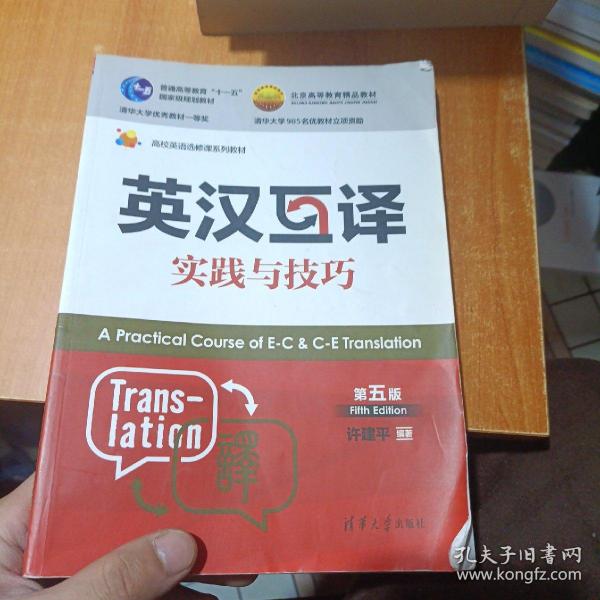 普通高等教育“十一五”
国家级规划教材
北京高等教育精品教材
清华大学优秀教材一等奖
清华大学985名优教材立项资助
高校英语选修课系列教材
英汉互译
实践与技巧
A Practical Course of E-C & C-E Translation
Trans-
lation
譯
第五版
Fifth Edition
许建平 编著
清华大学出版社
孔夫子旧书网
www.kongfz.com